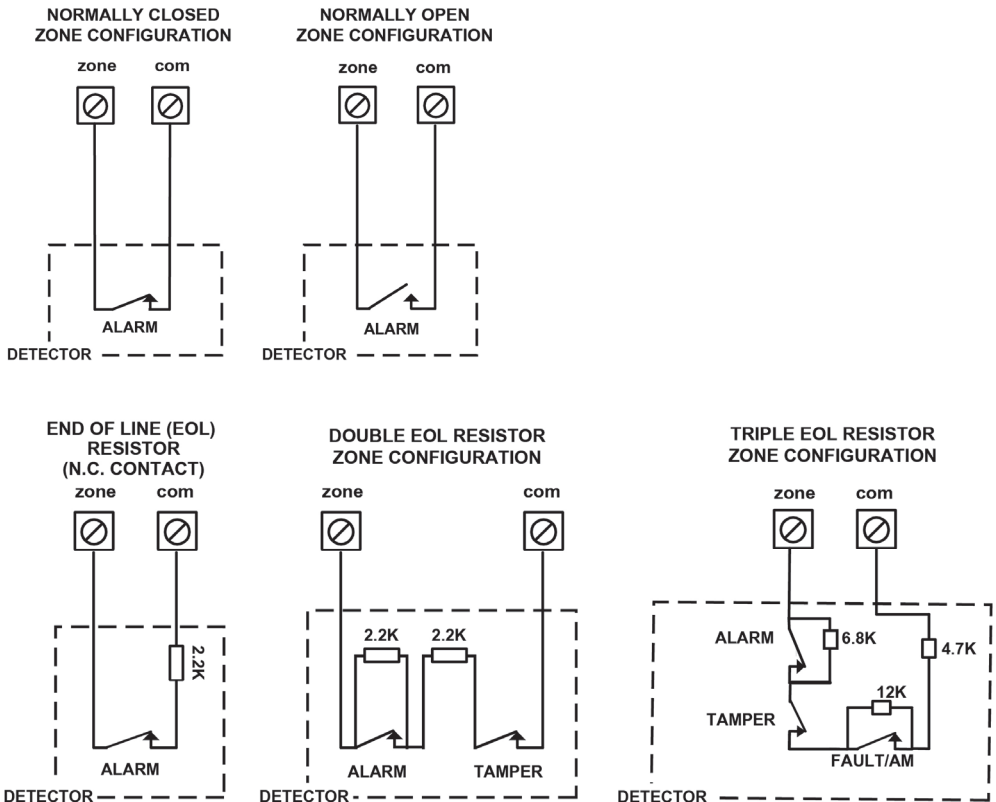 NORMALLY CLOSED
ZONE CONFIGURATION
zone com
ALARM
DETECTOR
NORMALLY OPEN
ZONE CONFIGURATION
zone com
ALARM
DETECTOR
END OF LINE (EOL)
RESISTOR
(N.C. CONTACT)
zone com
2.2K
ALARM
DETECTOR
DOUBLE EOL RESISTOR
ZONE CONFIGURATION
zone com
2.2K 2.2K
ALARM TAMPER
DETECTOR
TRIPLE EOL RESISTOR
ZONE CONFIGURATION
zone com
ALARM 6.8K 4.7K
12K
TAMPER
FAULT/AM
DETECTOR